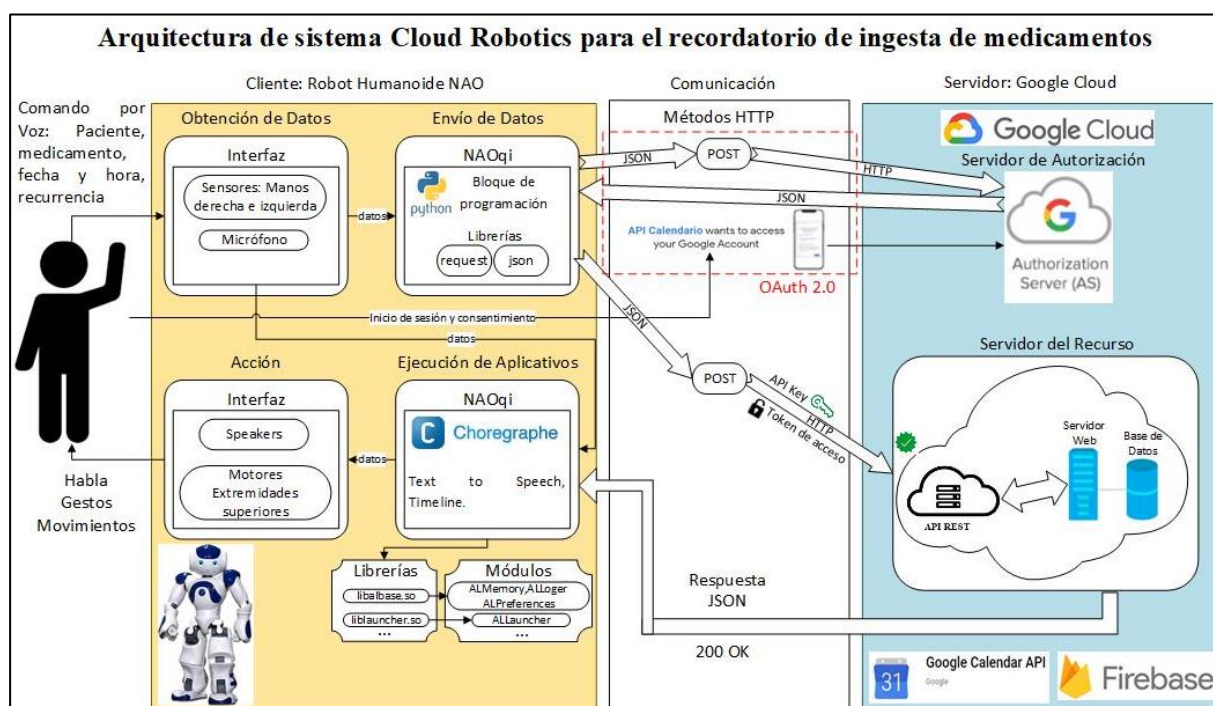 Arquitectura de sistema Cloud Robotics para el recordatorio de ingesta de medicamentos
Cliente: Robot Humanoide NAO
Comunicación
Servidor: Google Cloud
Comando por
Voz: Paciente,
medicamento,
fecha y hora,
recurrencia
Obtención de Datos
Interfaz
Sensores: Manos
derecha e izquierda
Micrófono
datos
Envío de Datos
NAOqi
python
Bloque de
programación
Librerías
request
json
Métodos HTTP
JSON
POST
HTTP
JSON
API Calendario wants to access
your Google Account
OAuth 2.0
Google Cloud
Servidor de Autorización
Authorization
Server (AS)
Inicio de sesión y consentimiento
datos
JSON
POST
API Key
HTTP
Token de acceso
Servidor del Recurso
Servidor
Web
Base de
Datos
API REST
Acción
Interfaz
Speakers
Motores
Extremidades
superiores
datos
Ejecución de Aplicativos
NAOqi
Choregraphe
Text to Speech,
Timeline.
Habla
Gestos
Movimientos
Librerías
libalbase.so
liblauncher.so
...
Módulos
ALMemory,ALLoger
ALPreferences
ALLauncher
...
Respuesta
JSON
200 OK
31
Google Calendar API
Google
Firebase